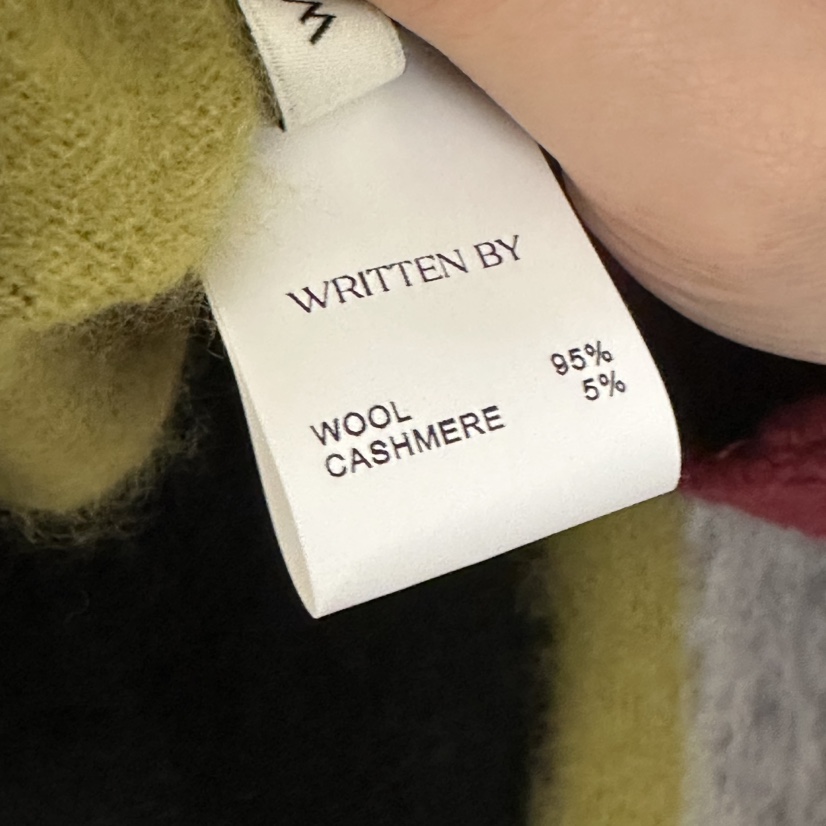 W
WRITTEN BY
WOOL 95%
CASHMERE 5%